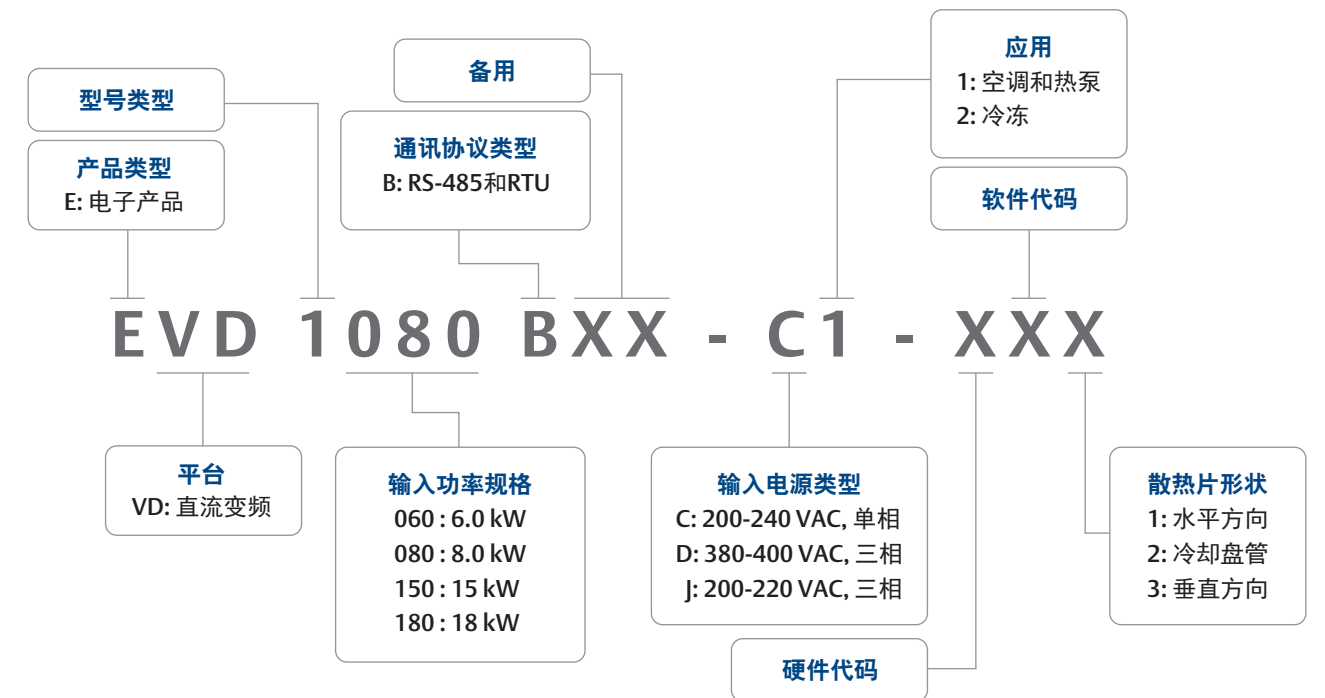 型号类型
产品类型
E: 电子产品
备用
通讯协议类型
B: RS-485和RTU
应用
1: 空调和热泵
2: 冷冻
软件代码
EVD 1080 BXX - C1 - XXX
平台
VD: 直流变频
输入功率规格
060 : 6.0 kW
080 : 8.0 kW
150 : 15 kW
180 : 18 kW
输入电源类型
C: 200-240 VAC, 单相
D: 380-400 VAC, 三相
J: 200-220 VAC, 三相
硬件代码
散热片形状
1: 水平方向
2: 冷却盘管
3: 垂直方向